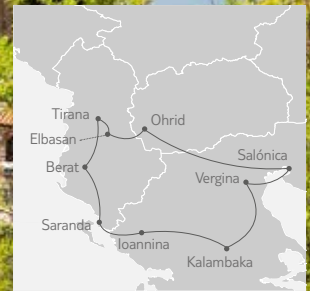 Tirana
Ohrid
Elbasan
Salónica
Berat
Vergina
Saranda
Ioannina
Kalambaka